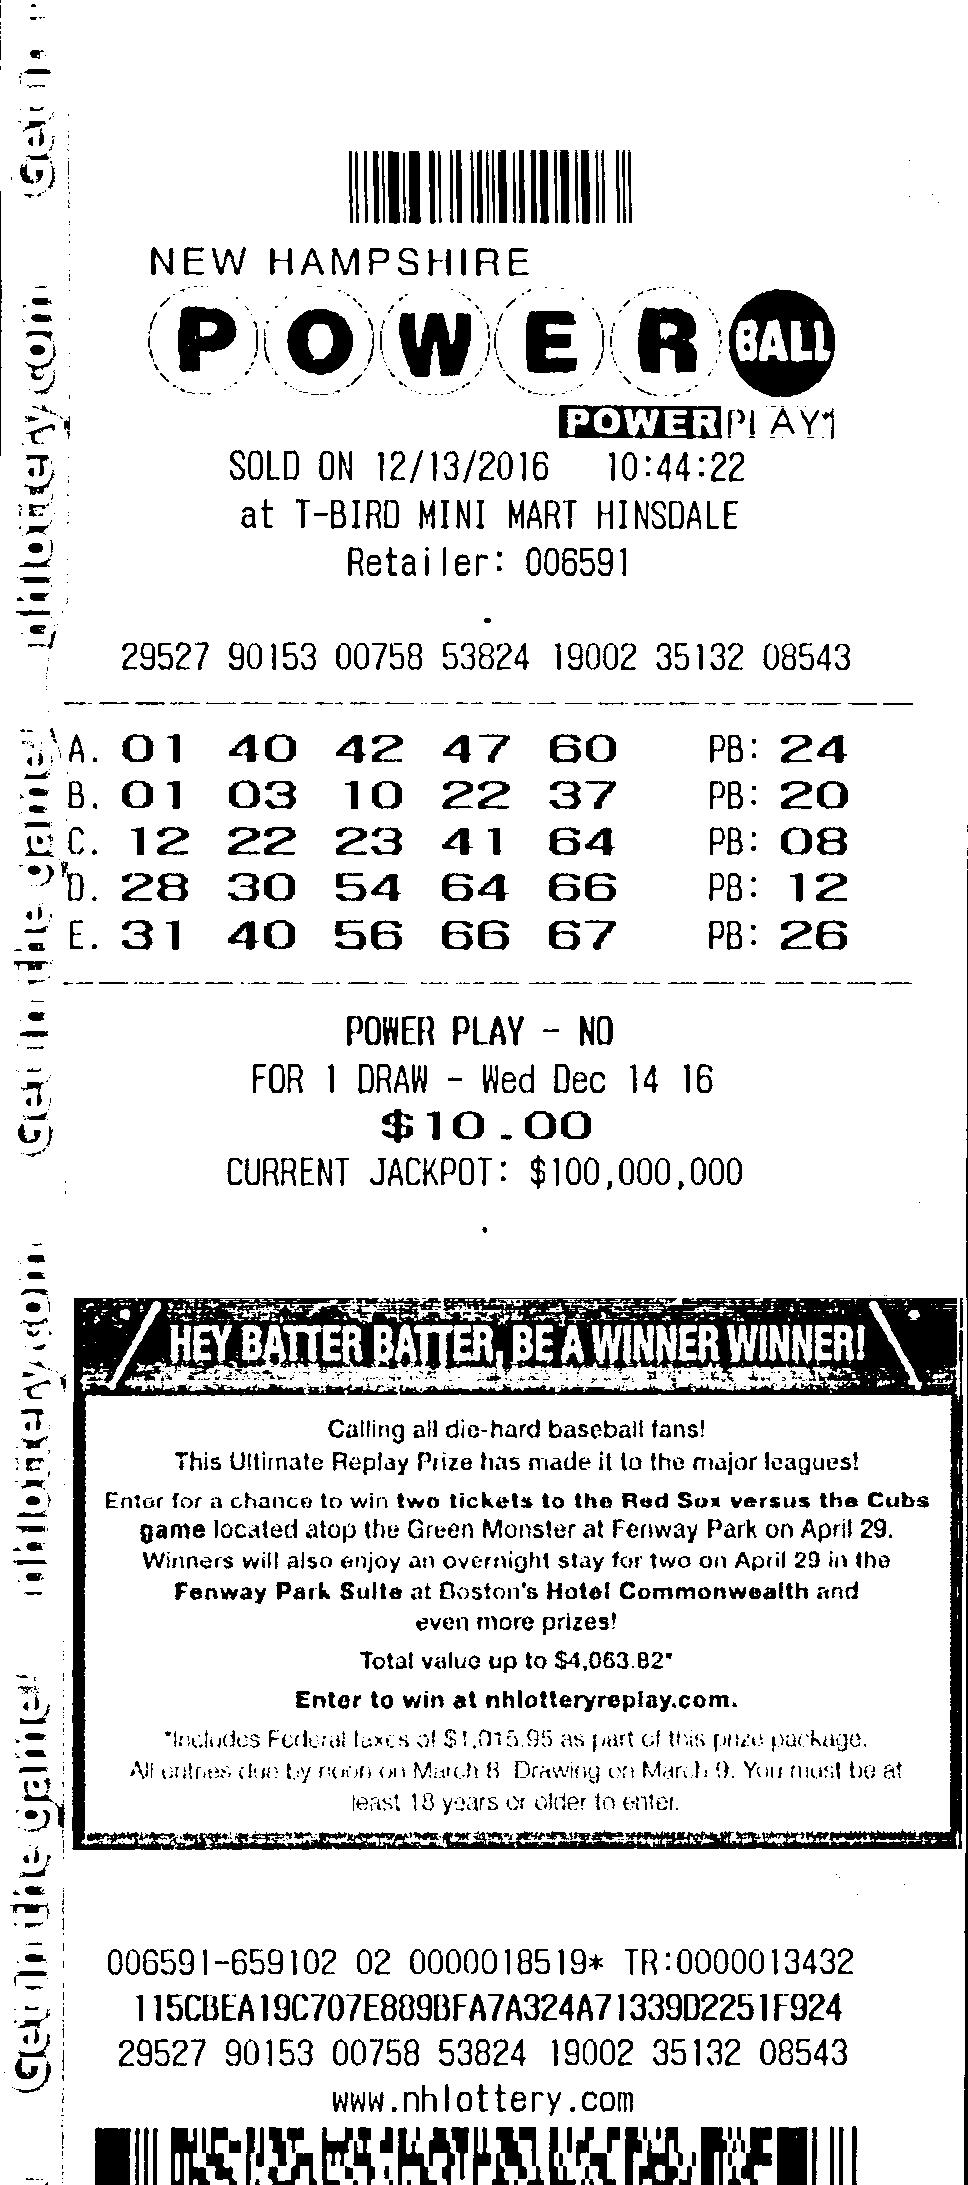 NEW HAMPSHIRE
POWER BALL
POWERPLAY
SOLD ON 12/13/2016 10:44:22
at T-BIRD MINI MART HINSDALE
Retailer: 006591
29527 90153 00758 53824 19002 35132 08543
A. 01 40 42 47 60 PB: 24
B. 01 03 10 22 37 PB: 20
C. 12 22 23 41 64 PB: 08
D. 28 30 54 64 66 PB: 12
E. 31 40 56 66 67 PB: 26
POWER PLAY - NO
FOR 1 DRAW - Wed Dec 14 16
$10.00
CURRENT JACKPOT: $100,000,000
HEY BATTER BATTER, BE A WINNER WINNER!
Calling all die-hard baseball fans!
This Ultimate Replay Prize has made it to the major leagues!
Enter for a chance to win two tickets to the Red Sox versus the Cubs
game located atop the Green Monster at Fenway Park on April 29.
Winners will also enjoy an overnight stay for two on April 29 in the
Fenway Park Suite at Boston's Hotel Commonwealth and
even more prizes!
Total value up to $4,063.82*
Enter to win at nhlotteryreplay.com.
*Includes Federal taxes of $1,015.95 as part of this prize package.
All entries due by noon on March 8. Drawing on March 9. You must be at
least 18 years or older to enter.
006591-659102 02 0000018519* TR:0000013432
115CBEA19C707E889BFA7A324A71339D2251F924
29527 90153 00758 53824 19002 35132 08543
www.nhlottery.com
Get in the game!
nhlottery.com
Get in the game!
nhlottery.com